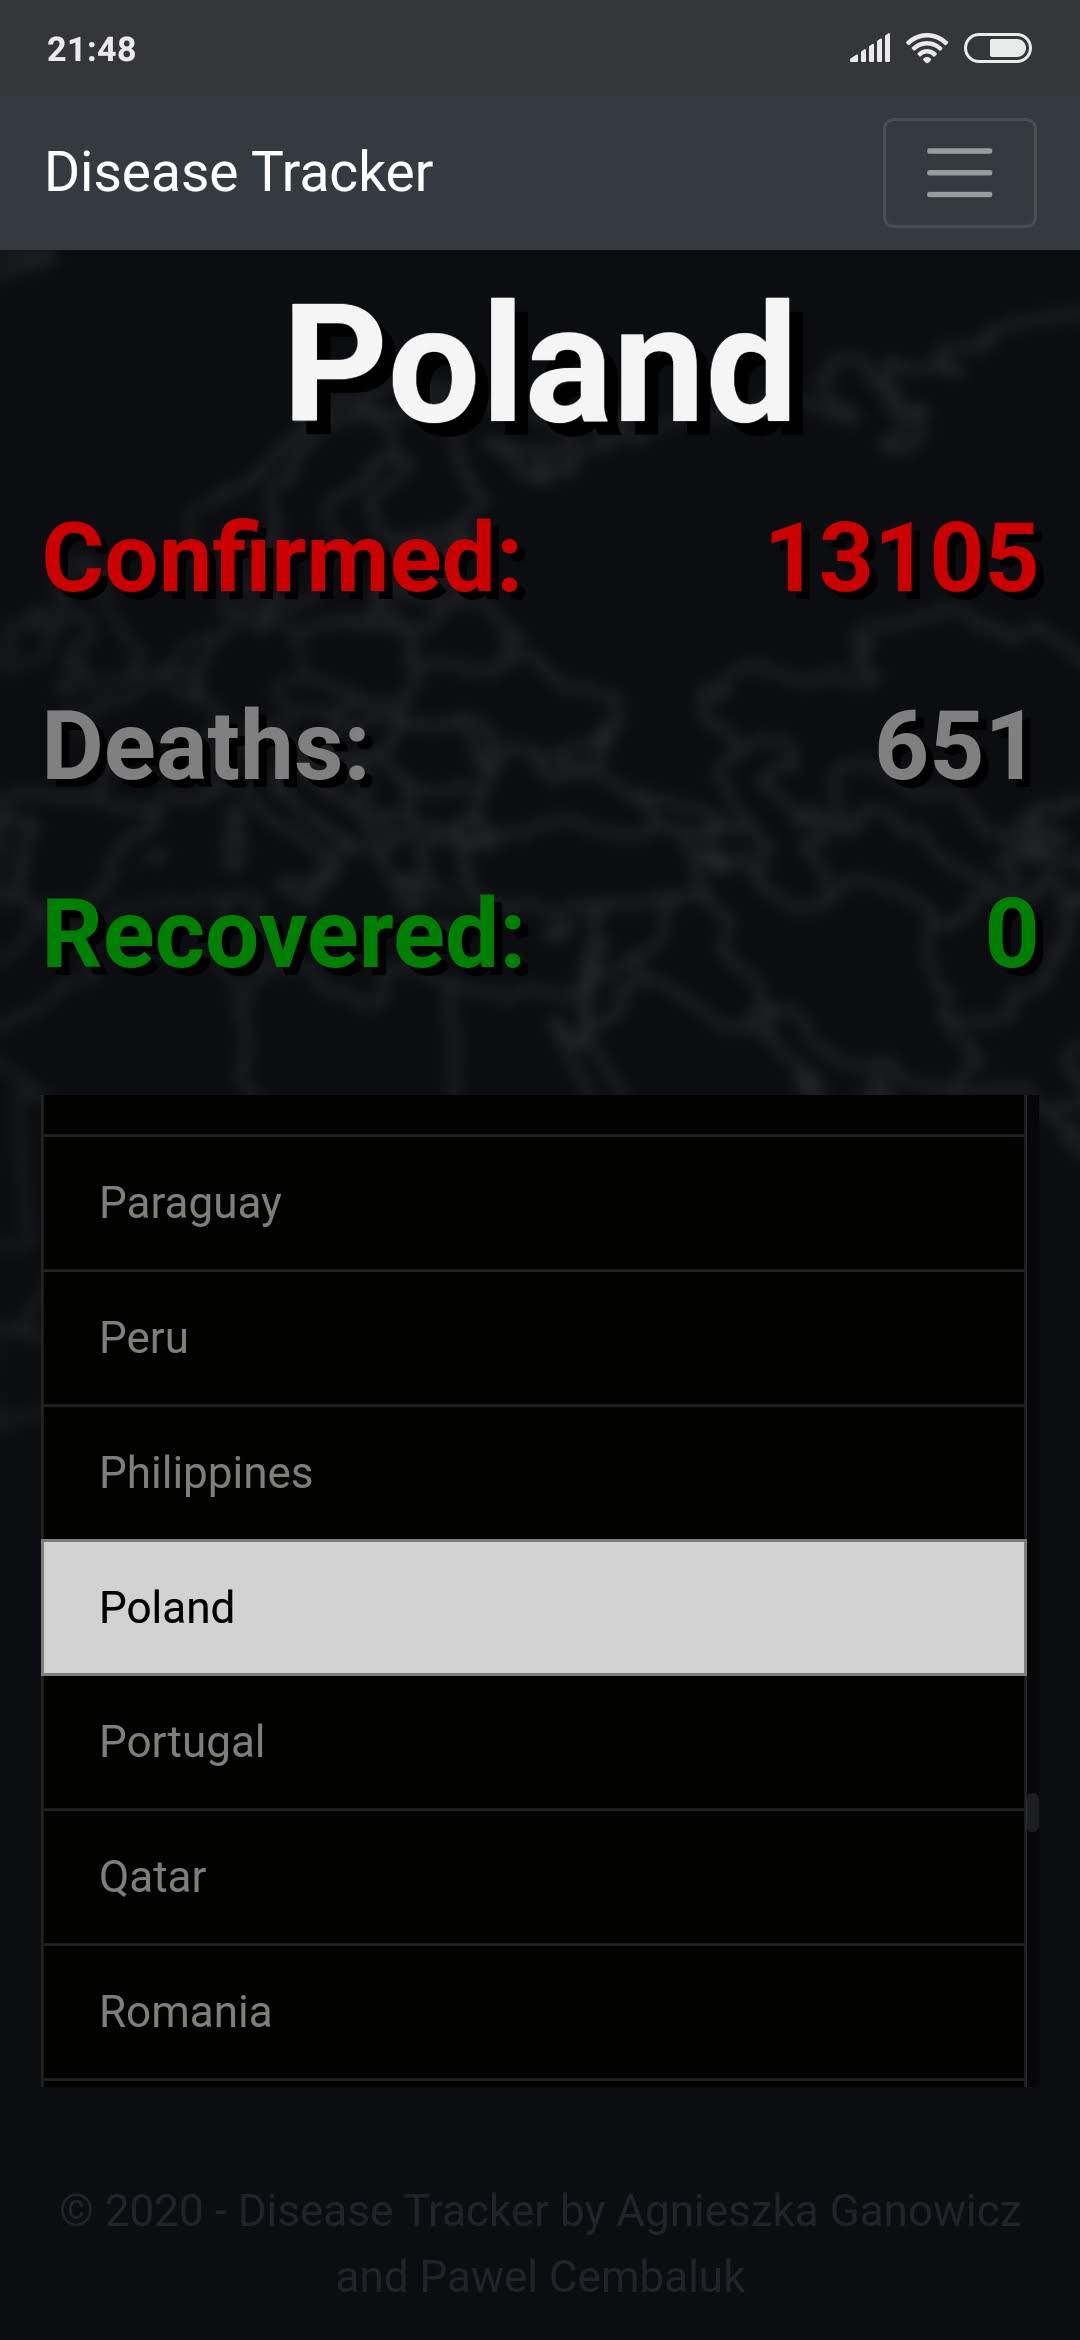 21:48
Disease Tracker
Poland
Confirmed: 13105
Deaths: 651
Recovered: 0
Paraguay
Peru
Philippines
Poland
Portugal
Qatar
Romania
© 2020 - Disease Tracker by Agnieszka Ganowicz
and Pawel Cembaluk